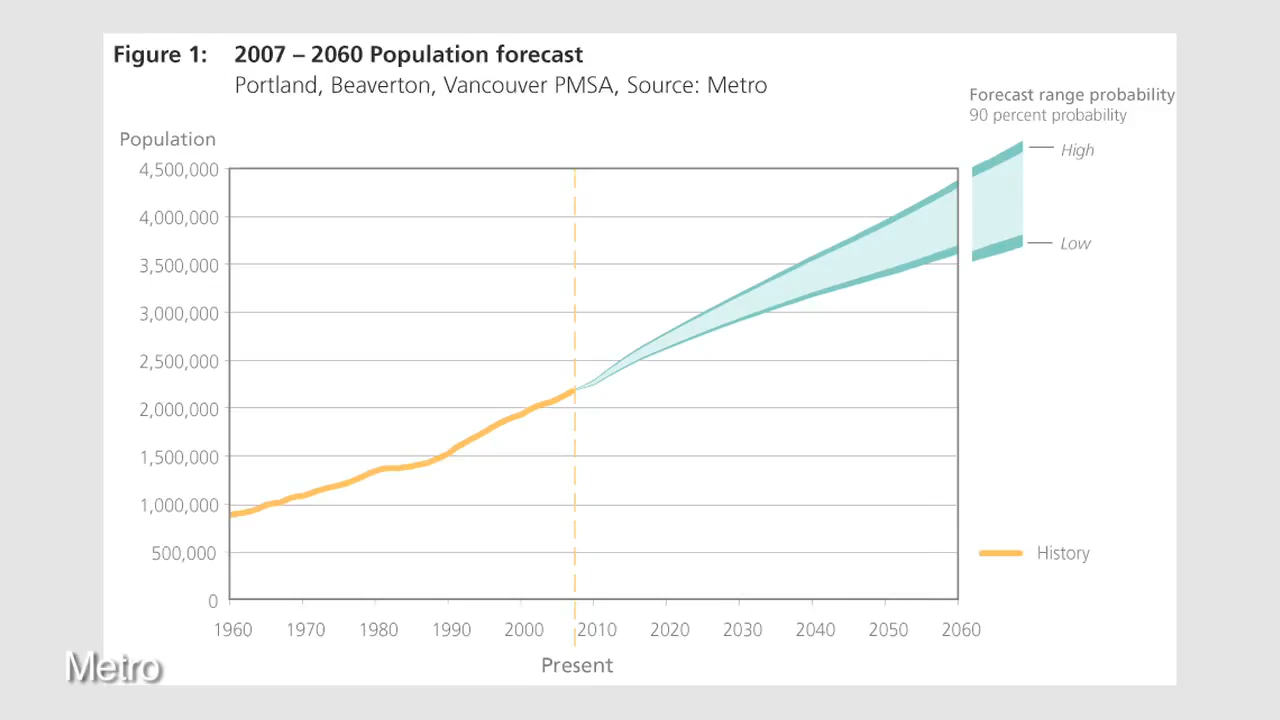 Figure 1: 2007 – 2060 Population forecast
Portland, Beaverton, Vancouver PMSA, Source: Metro
Forecast range probability
90 percent probability
Population
High
Low
4,500,000
4,000,000
3,500,000
3,000,000
2,500,000
2,000,000
1,500,000
1,000,000
500,000
0
History
1960 1970 1980 1990 2000 2010 2020 2030 2040 2050 2060
Present
Metro